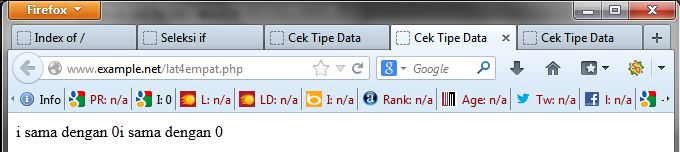 Firefox
Index of /
Seleksi if
Cek Tipe Data
Cek Tipe Data
Cek Tipe Data
www.example.net/lat4empat.php
Google
Info PR: n/a I: 0 L: n/a LD: n/a I: n/a Rank: n/a Age: n/a Tw: n/a I: n/a
i sama dengan 0i sama dengan 0